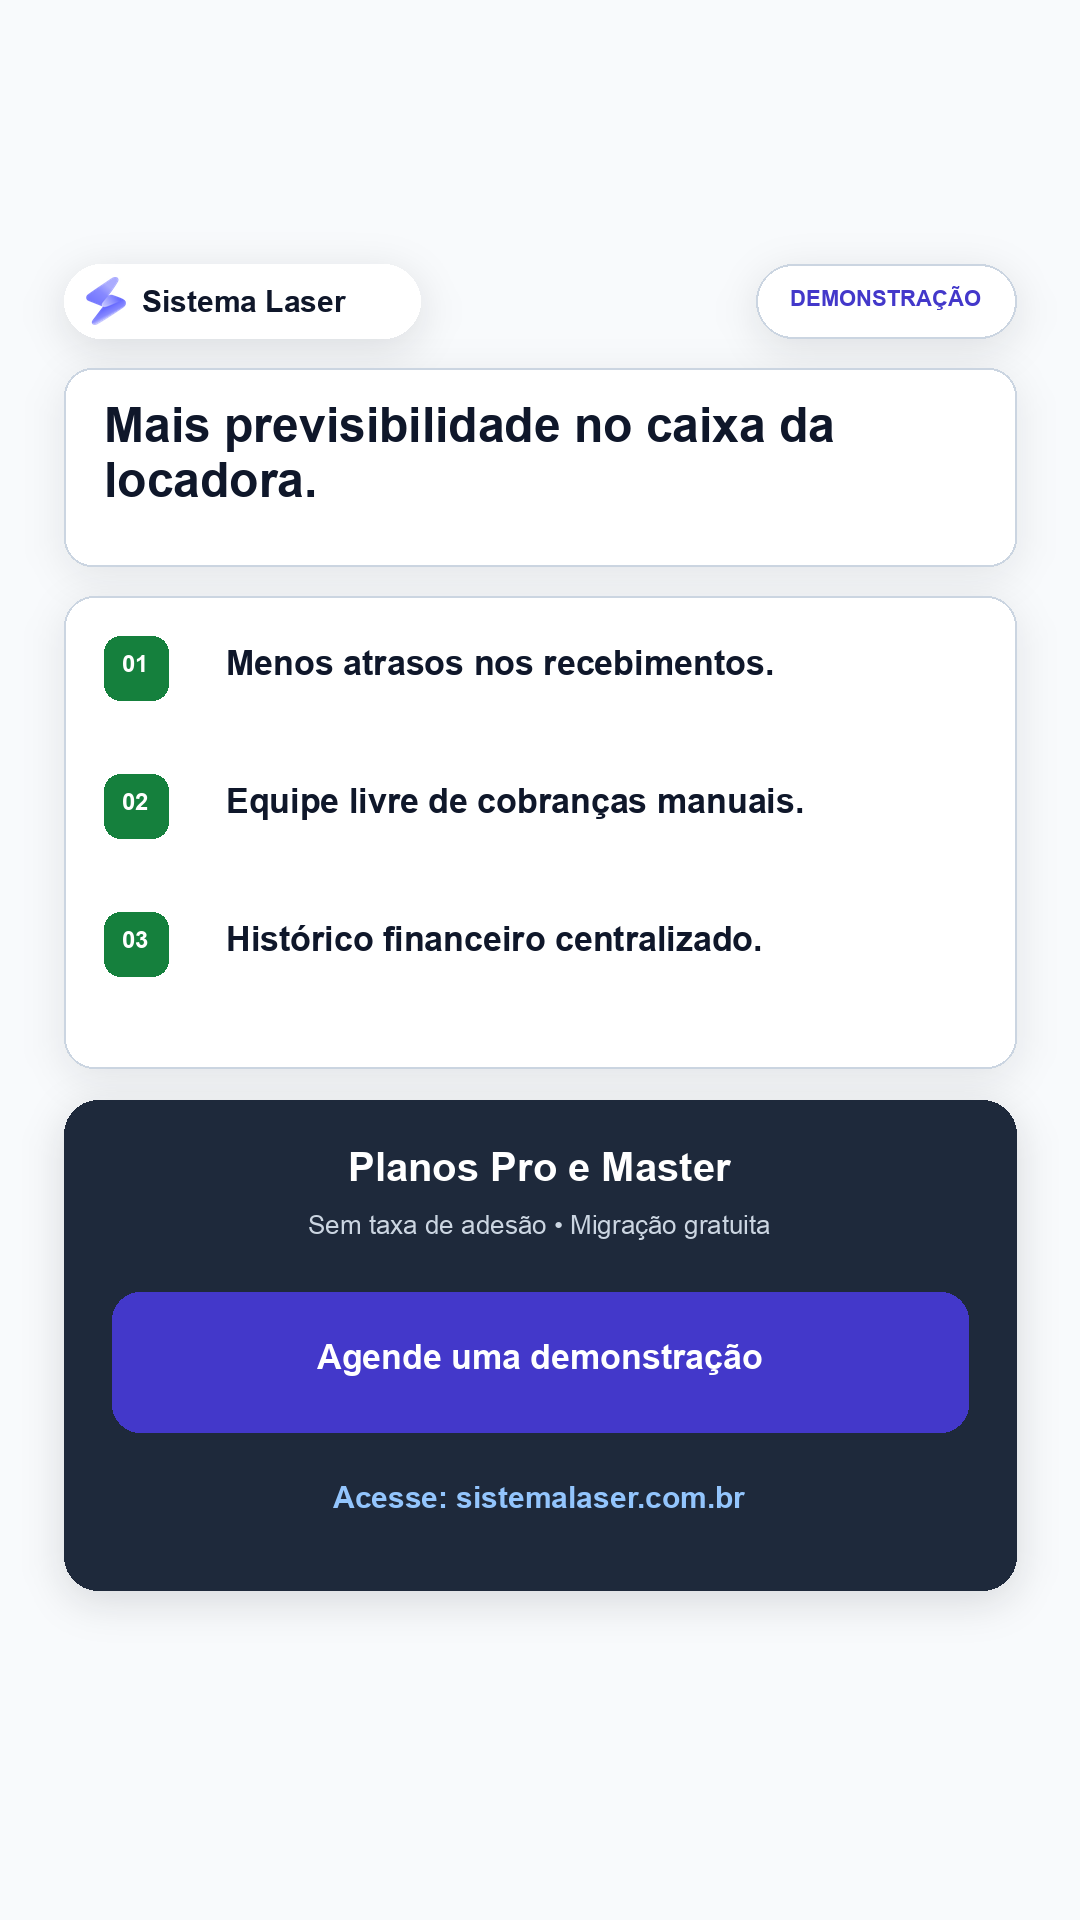 Sistema Laser
DEMONSTRAÇÃO
Mais previsibilidade no caixa da
locadora.
01
Menos atrasos nos recebimentos.
02
Equipe livre de cobranças manuais.
03
Histórico financeiro centralizado.
Planos Pro e Master
Sem taxa de adesão • Migração gratuita
Agende uma demonstração
Acesse: sistemalaser.com.br